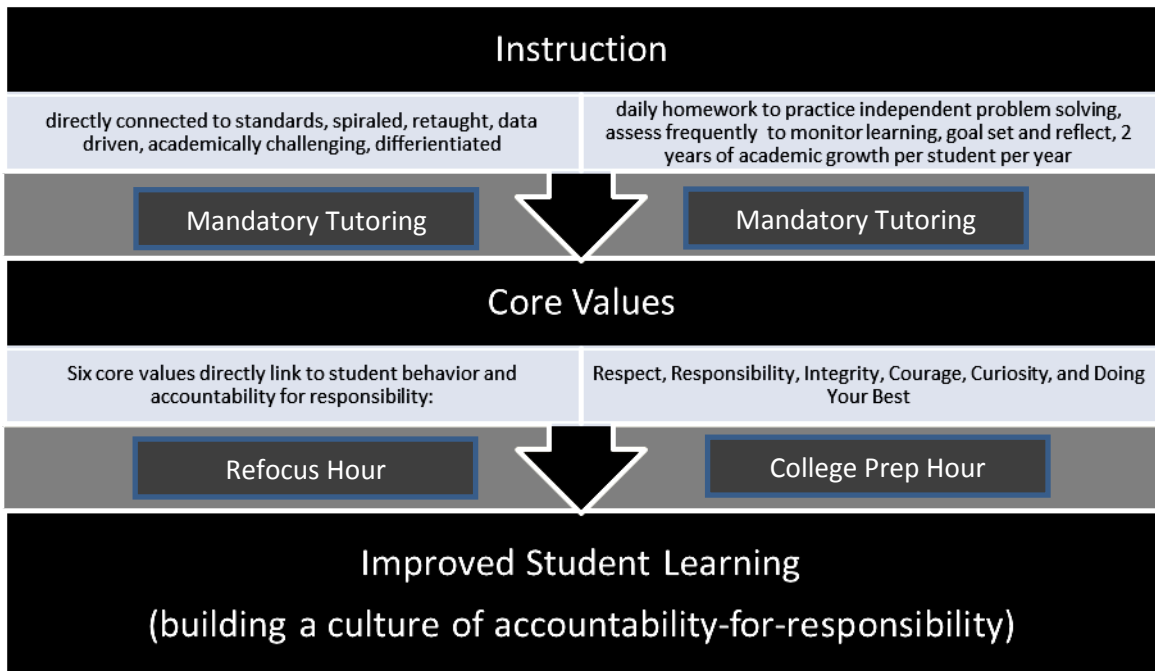 Instruction
directly connected to standards, spiraled, retaught, data
driven, academically challenging, differientiated
daily homework to practice independent problem solving,
assess frequently to monitor learning, goal set and reflect, 2
years of academic growth per student per year
Mandatory Tutoring
Mandatory Tutoring
Core Values
Six core values directly link to student behavior and
accountability for responsibility:
Respect, Responsibility, Integrity, Courage, Curiosity, and Doing
Your Best
Refocus Hour
College Prep Hour
Improved Student Learning
(building a culture of accountability-for-responsibility)